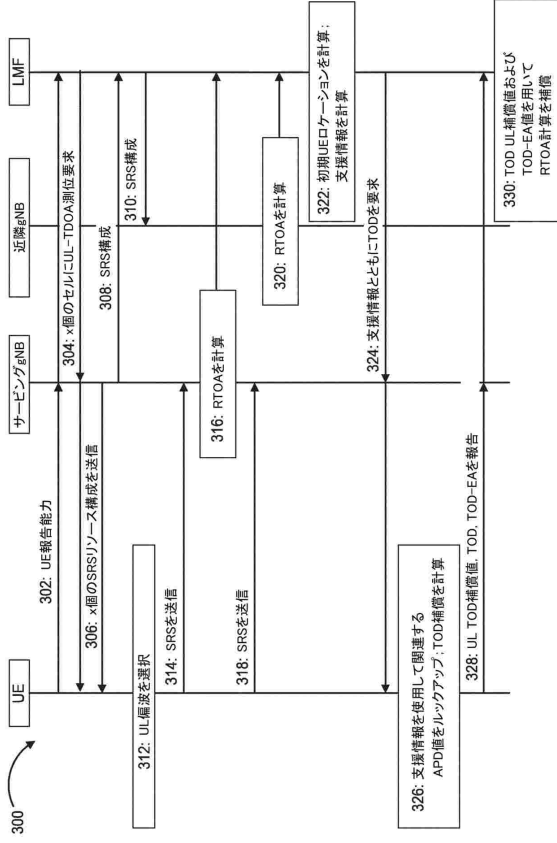 300
UE
サービングgNB
近隣gNB
LMF
302: UE報告能力
304: x個のセルにUL-TDOA測位要求
306: x個のSRSリソース構成を送信
308: SRS構成
310: SRS構成
312: UL偏波を選択
314: SRSを送信
316: RTOAを計算
318: SRSを送信
320: RTOAを計算
322: 初期UEロケーションを計算;
支援情報を計算
324: 支援情報とともにTODを要求
326: 支援情報を使用して関連する
APD値をルックアップ; TOD補償を計算
328: UL TOD補償値, TOD, TOD-EAを報告
330: TOD UL補償値および
TOD-EA値を用いて
RTOA計算を補償